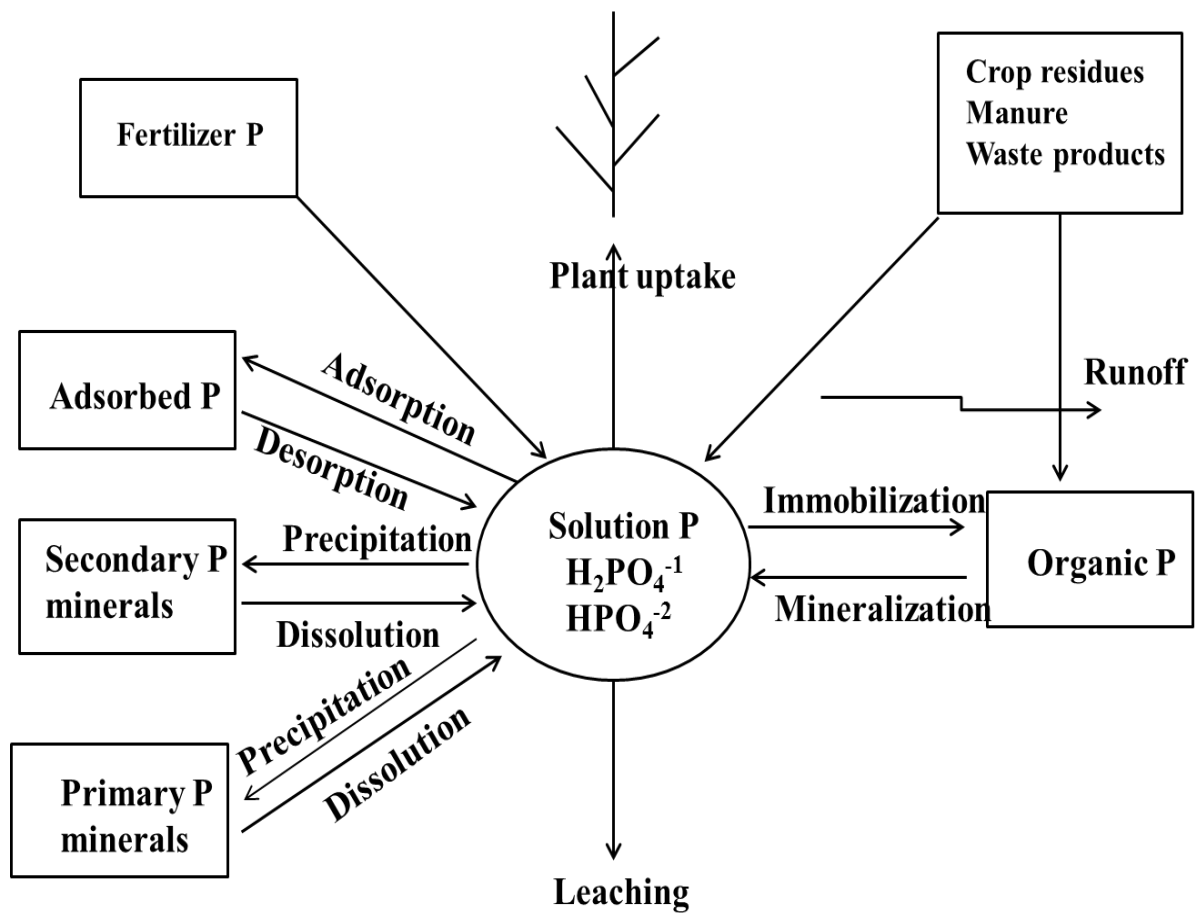 Fertilizer P
Crop residues
Manure
Waste products
Plant uptake
Runoff
Adsorbed P
Adsorption
Desorption
Solution P
H₂PO₄⁻¹
HPO₄⁻²
Immobilization
Mineralization
Organic P
Secondary P
minerals
Precipitation
Dissolution
Precipitation
Dissolution
Primary P
minerals
Leaching